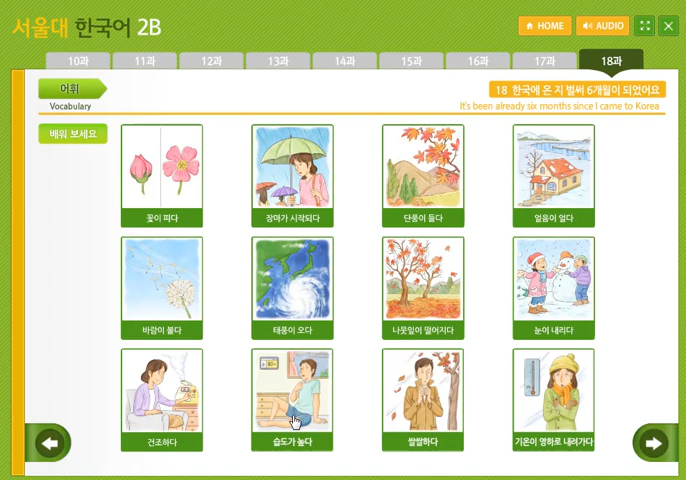 서울대 한국어 2B
HOME
AUDIO
10과 11과 12과 13과 14과 15과 16과 17과 18과
어휘
Vocabulary
18 한국에 온 지 벌써 6개월이 되었어요
It's been already six months since I came to Korea
배워 보세요
꽃이 피다
장마가 시작되다
단풍이 들다
얼음이 얼다
바람이 불다
태풍이 오다
나뭇잎이 떨어지다
눈이 내리다
건조하다
습도가 높다
쌀쌀하다
기온이 영하로 내려가다